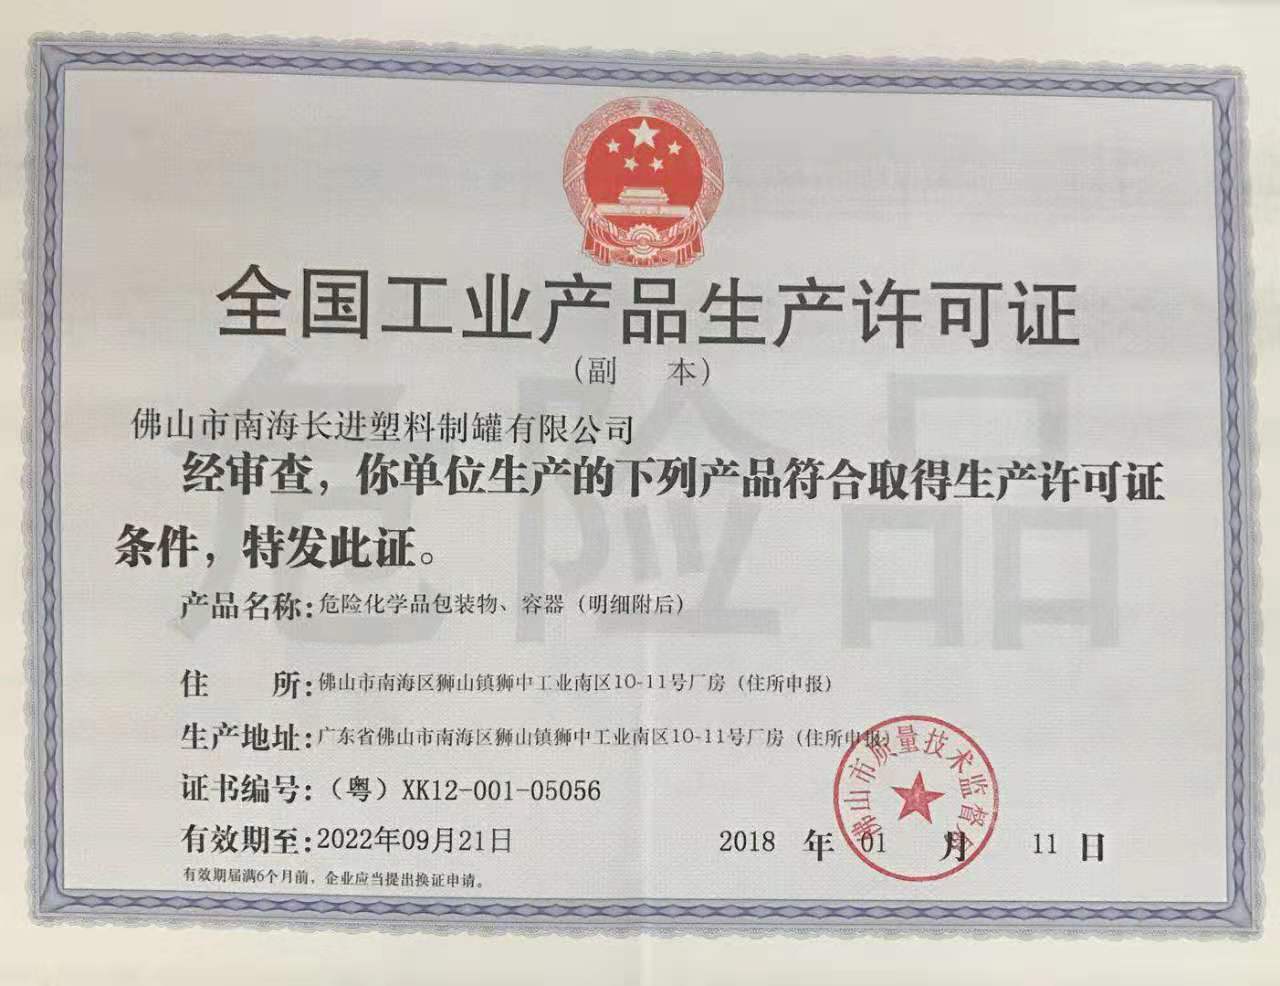 全国工业产品生产许可证
（副 本）
佛山市南海长进塑料制罐有限公司
经审查，你单位生产的下列产品符合取得生产许可证
条件，特发此证。
危险品
产品名称：危险化学品包装物、容器（明细附后）
住 所：佛山市南海区狮山镇狮中工业南区10-11号厂房（住所申报）
生产地址：广东省佛山市南海区狮山镇狮中工业南区10-11号厂房（住所申报）
证书编号：（粤）XK12-001-05056
有效期至：2022年09月21日
2018 年 01 月 11 日
佛山市质量技术监督局
有效期届满6个月前，企业应当提出换证申请。